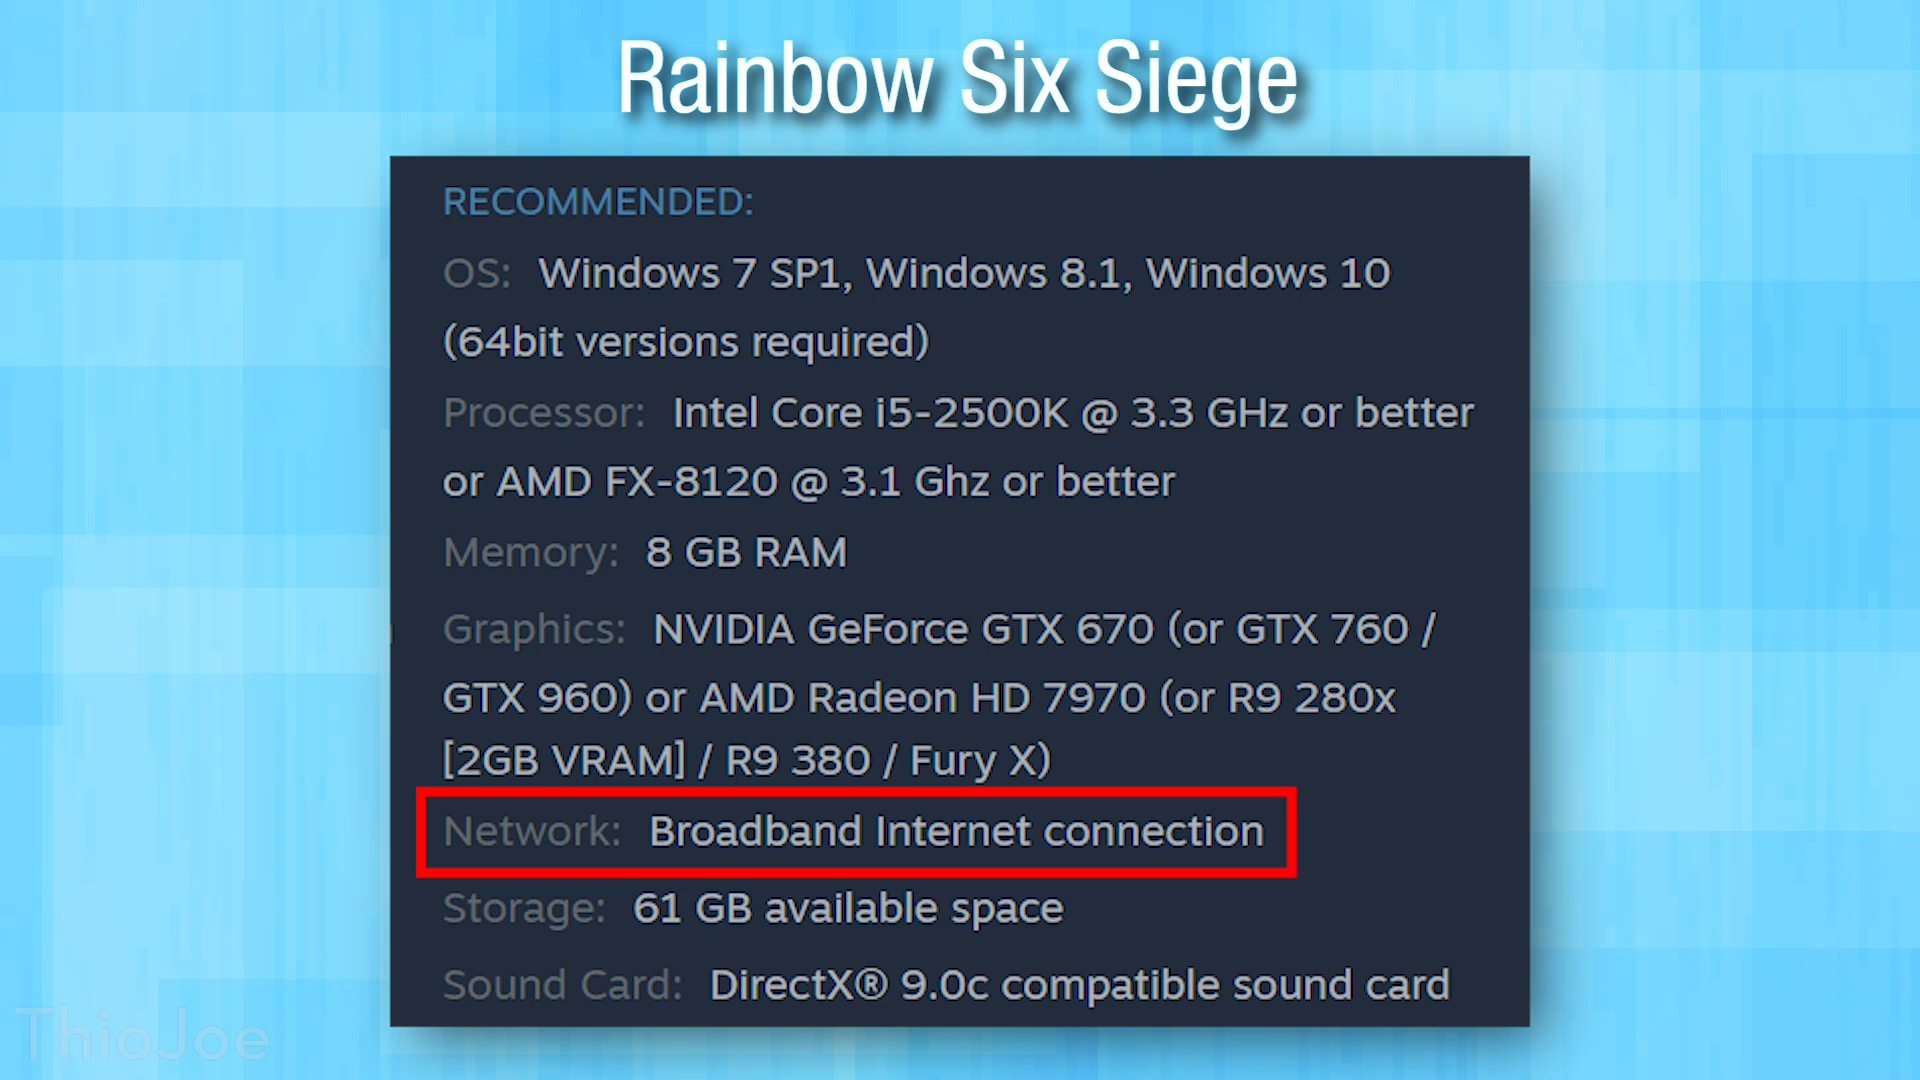 Rainbow Six Siege
RECOMMENDED:
OS: Windows 7 SP1, Windows 8.1, Windows 10
(64bit versions required)
Processor: Intel Core i5-2500K @ 3.3 GHz or better
or AMD FX-8120 @ 3.1 Ghz or better
Memory: 8 GB RAM
Graphics: NVIDIA GeForce GTX 670 (or GTX 760 /
GTX 960) or AMD Radeon HD 7970 (or R9 280x
[2GB VRAM] / R9 380 / Fury X)
Network: Broadband Internet connection
Storage: 61 GB available space
Sound Card: DirectX® 9.0c compatible sound card
ThioJoe